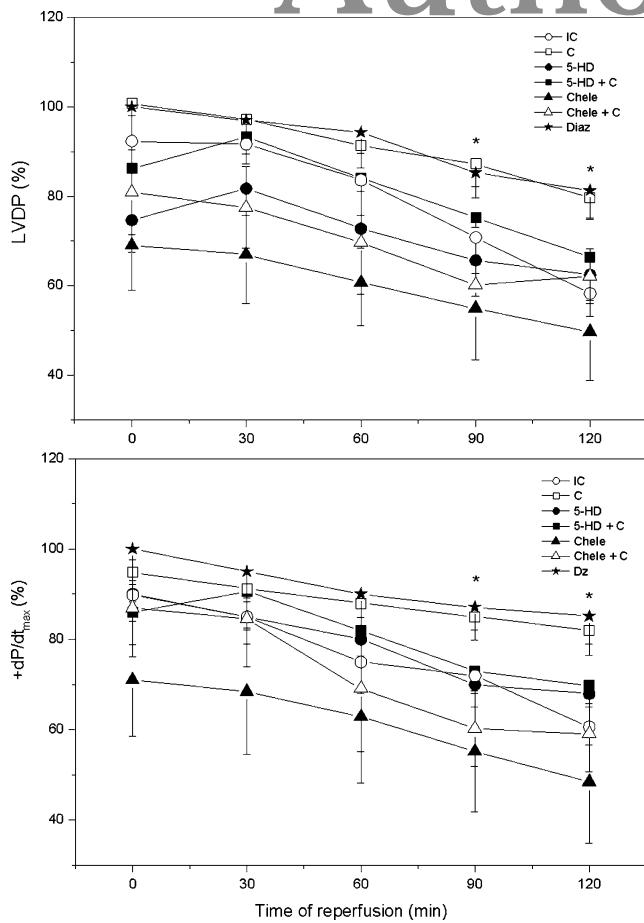 Autho
120
100
80
60
40
LVDP (%)
IC
C
5-HD
5-HD + C
Chele
Chele + C
Diaz
* *
0 30 60 90 120
120
100
80
60
40
+dP/dtmax (%)
IC
C
5-HD
5-HD + C
Chele
Chele + C
Dz
* *
0 30 60 90 120
Time of reperfusion (min)